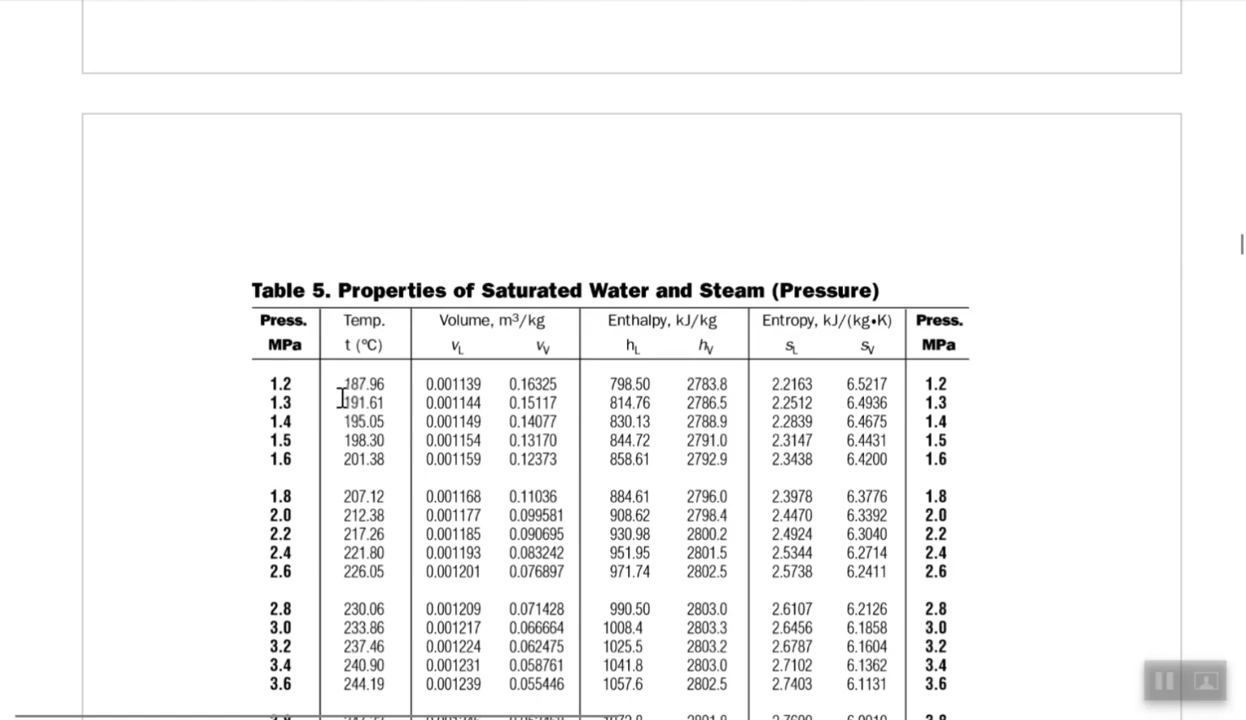 Table 5. Properties of Saturated Water and Steam (Pressure)
Press. Temp. Volume, m³/kg Enthalpy, kJ/kg Entropy, kJ/(kg•K) Press.
MPa t (°C) vL vV hL hV sL sV MPa
1.2 187.96 0.001139 0.16325 798.50 2783.8 2.2163 6.5217 1.2
1.3 191.61 0.001144 0.15117 814.76 2786.5 2.2512 6.4936 1.3
1.4 195.05 0.001149 0.14077 830.13 2788.9 2.2839 6.4675 1.4
1.5 198.30 0.001154 0.13170 844.72 2791.0 2.3147 6.4431 1.5
1.6 201.38 0.001159 0.12373 858.61 2792.9 2.3438 6.4200 1.6
1.8 207.12 0.001168 0.11036 884.61 2796.0 2.3978 6.3776 1.8
2.0 212.38 0.001177 0.099581 908.62 2798.4 2.4470 6.3392 2.0
2.2 217.26 0.001185 0.090695 930.98 2800.2 2.4924 6.3040 2.2
2.4 221.80 0.001193 0.083242 951.95 2801.5 2.5344 6.2714 2.4
2.6 226.05 0.001201 0.076897 971.74 2802.5 2.5738 6.2411 2.6
2.8 230.06 0.001209 0.071428 990.50 2803.0 2.6107 6.2126 2.8
3.0 233.86 0.001217 0.066664 1008.4 2803.3 2.6456 6.1858 3.0
3.2 237.46 0.001224 0.062475 1025.5 2803.2 2.6787 6.1604 3.2
3.4 240.90 0.001231 0.058761 1041.8 2803.0 2.7102 6.1362 3.4
3.6 244.19 0.001239 0.055446 1057.6 2802.5 2.7403 6.1131 3.6